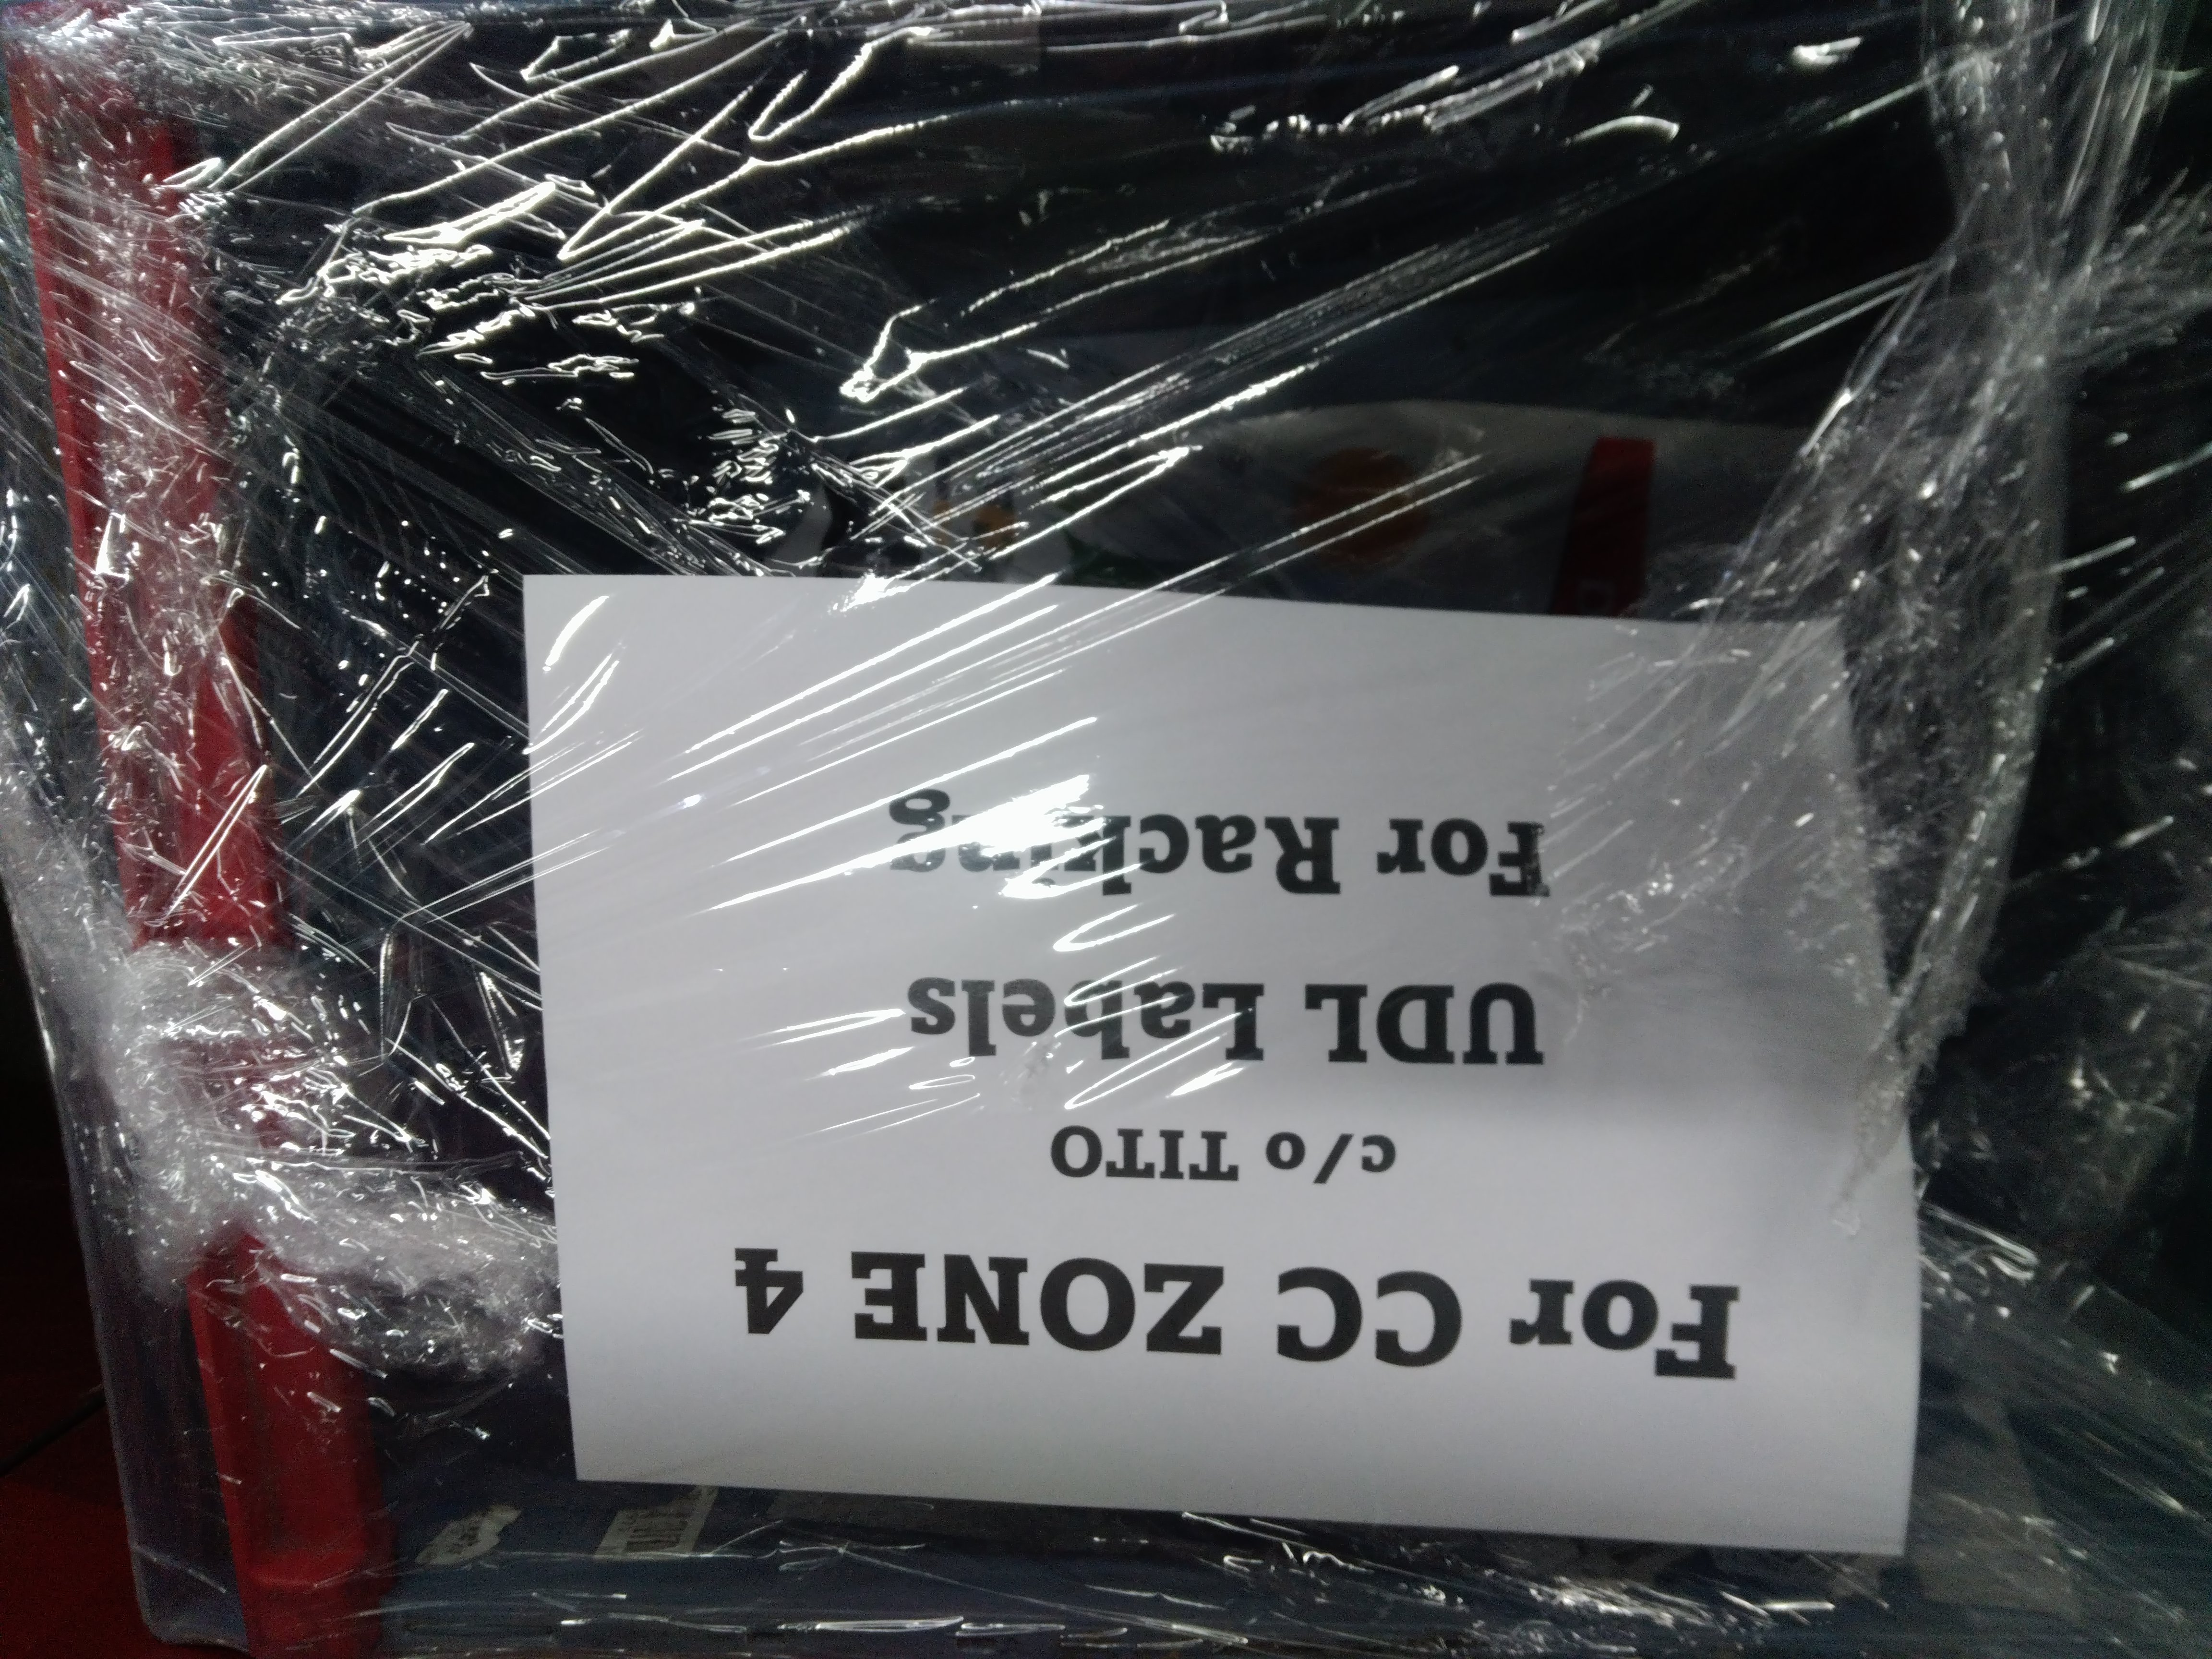 For CC ZONE 4
c/o TITO
UDL Labels
For Racking